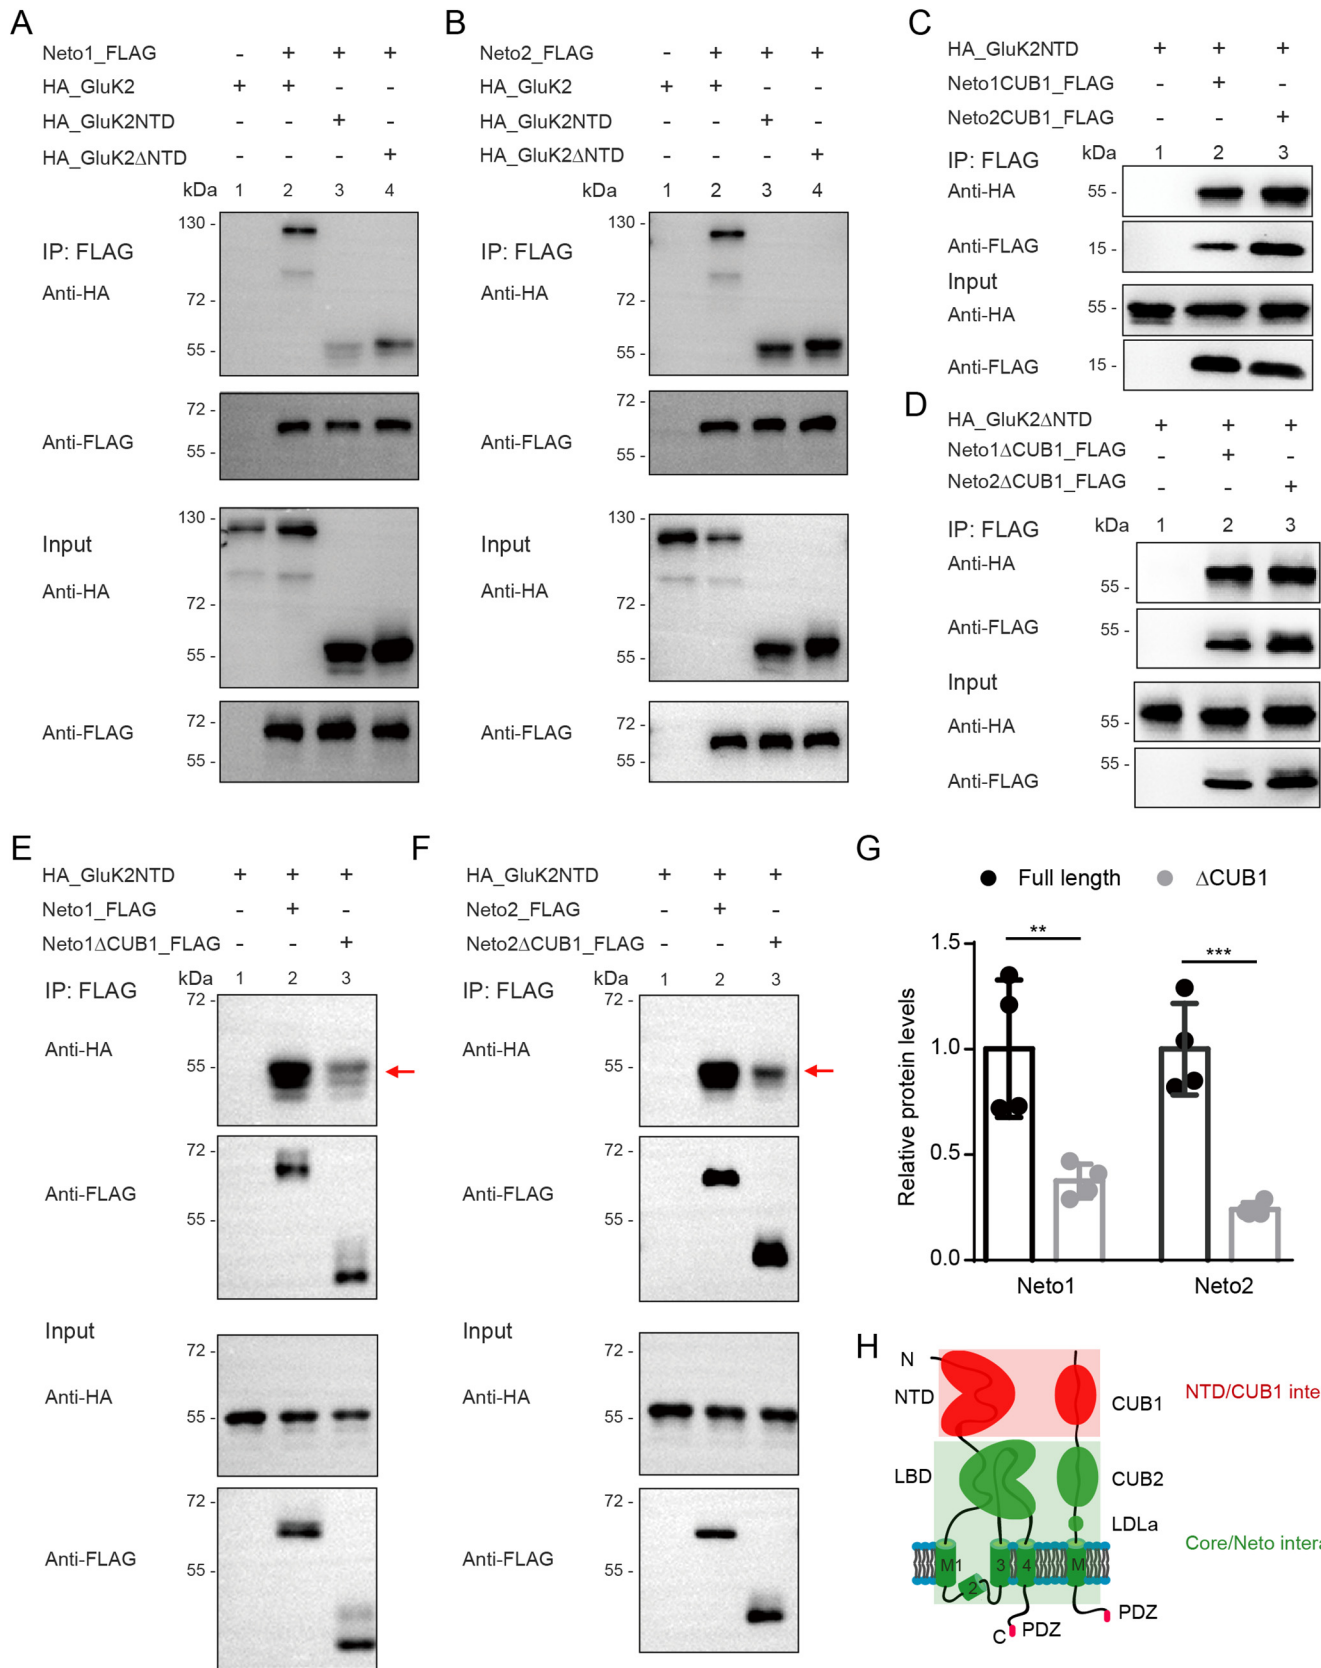 A
Neto1_FLAG - + + +
HA_GluK2 + + - -
HA_GluK2NTD - - + -
HA_GluK2ΔNTD - - - +
kDa 1 2 3 4
IP: FLAG
Anti-HA
130 -
72 -
55 -
Anti-FLAG
72 -
55 -
Input
Anti-HA
130 -
72 -
55 -
Anti-FLAG
72 -
55 -
B
Neto2_FLAG - + + +
HA_GluK2 + + - -
HA_GluK2NTD - - + -
HA_GluK2ΔNTD - - - +
kDa 1 2 3 4
IP: FLAG
Anti-HA
130 -
72 -
55 -
Anti-FLAG
72 -
55 -
Input
Anti-HA
130 -
72 -
55 -
Anti-FLAG
72 -
55 -
C
HA_GluK2NTD + + +
Neto1CUB1_FLAG - + -
Neto2CUB1_FLAG - - +
IP: FLAG kDa 1 2 3
Anti-HA 55 -
Anti-FLAG 15 -
Input
Anti-HA 55 -
Anti-FLAG 15 -
D
HA_GluK2ΔNTD + + +
Neto1ΔCUB1_FLAG - + -
Neto2ΔCUB1_FLAG - - +
IP: FLAG kDa 1 2 3
Anti-HA 55 -
Anti-FLAG 55 -
Input
Anti-HA 55 -
Anti-FLAG 55 -
E
HA_GluK2NTD + + +
Neto1_FLAG - + -
Neto1ΔCUB1_FLAG - - +
kDa 1 2 3
IP: FLAG
Anti-HA
72 -
55 -
Anti-FLAG
72 -
55 -
Input
Anti-HA
72 -
55 -
Anti-FLAG
72 -
55 -
F
HA_GluK2NTD + + +
Neto2_FLAG - + -
Neto2ΔCUB1_FLAG - - +
kDa 1 2 3
IP: FLAG
Anti-HA
72 -
55 -
Anti-FLAG
72 -
55 -
Input
Anti-HA
72 -
55 -
Anti-FLAG
72 -
55 -
G
Full length ΔCUB1
Relative protein levels
1.5
1.0
0.5
0.0
** ***
Neto1 Neto2
H
N
NTD CUB1 NTD/CUB1 inte
LBD CUB2
LDLa
Core/Neto intera
M1 2 3 4 M
C PDZ PDZ